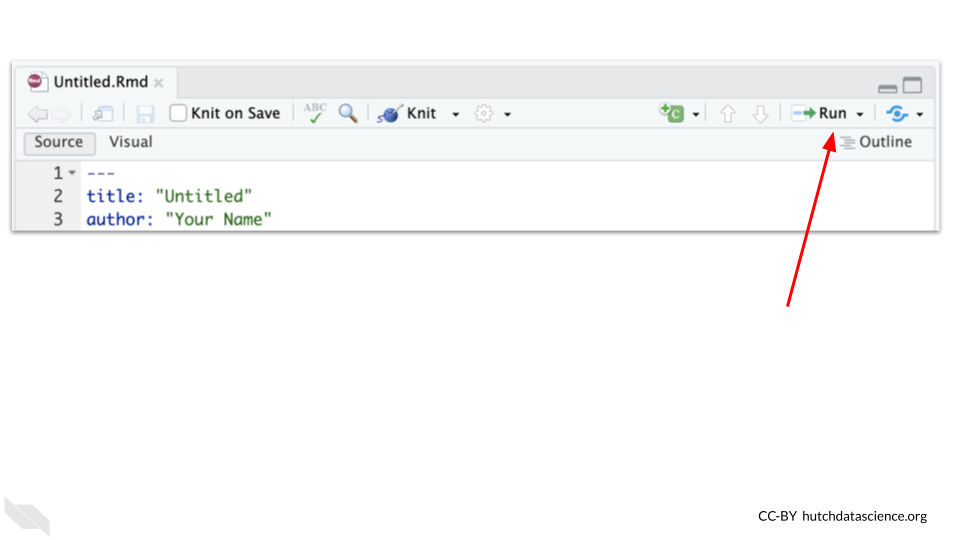 Untitled.Rmd
Knit on Save ABC Knit C Run
Source Visual Outline
1 ---
2 title: "Untitled"
3 author: "Your Name"
CC-BY hutchdatascience.org